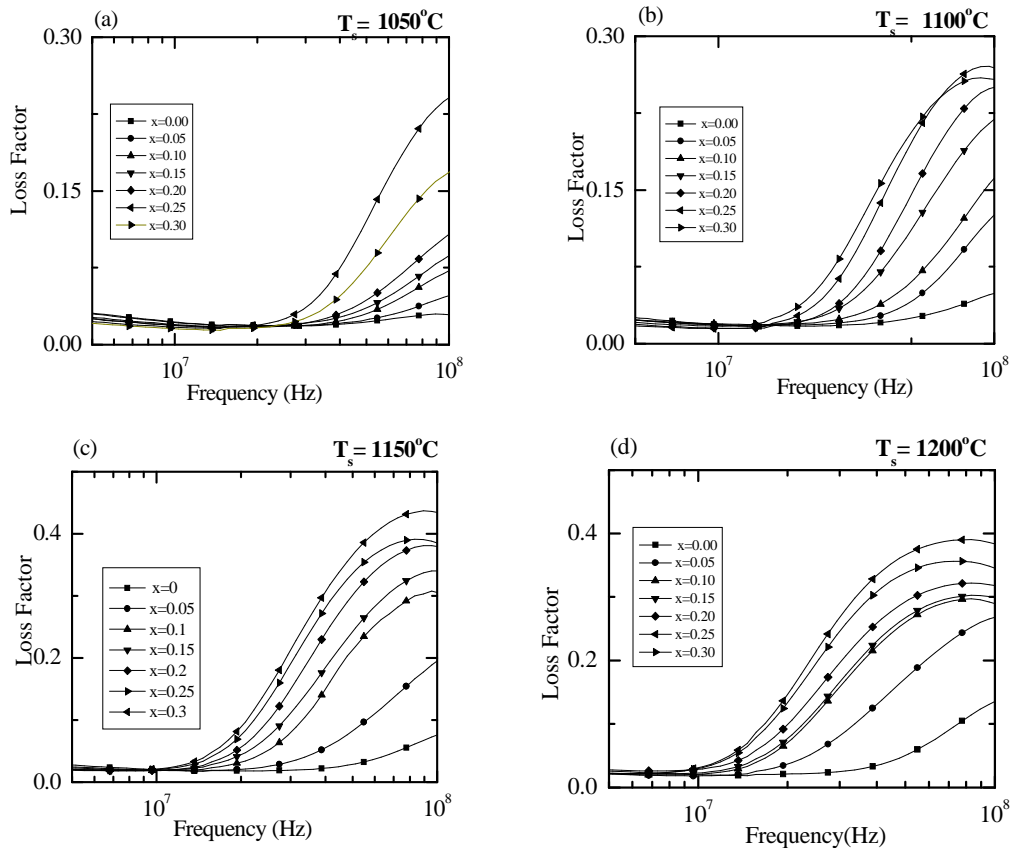 (a)
T_s = 1050°C
0.30
0.15
0.00
Loss Factor
x=0.00
x=0.05
x=0.10
x=0.15
x=0.20
x=0.25
x=0.30
10^7
10^8
Frequency (Hz)
(b)
T_s = 1100°C
0.30
0.15
0.00
Loss Factor
x=0.00
x=0.05
x=0.10
x=0.15
x=0.20
x=0.25
x=0.30
10^7
10^8
Frequency (Hz)
(c)
T_s = 1150°C
0.4
0.2
0.0
Loss Factor
x=0
x=0.05
x=0.1
x=0.15
x=0.2
x=0.25
x=0.3
10^7
10^8
Frequency (Hz)
(d)
T_s = 1200°C
0.4
0.2
0.0
Loss Factor
x=0.00
x=0.05
x=0.10
x=0.15
x=0.20
x=0.25
x=0.30
10^7
10^8
Frequency(Hz)